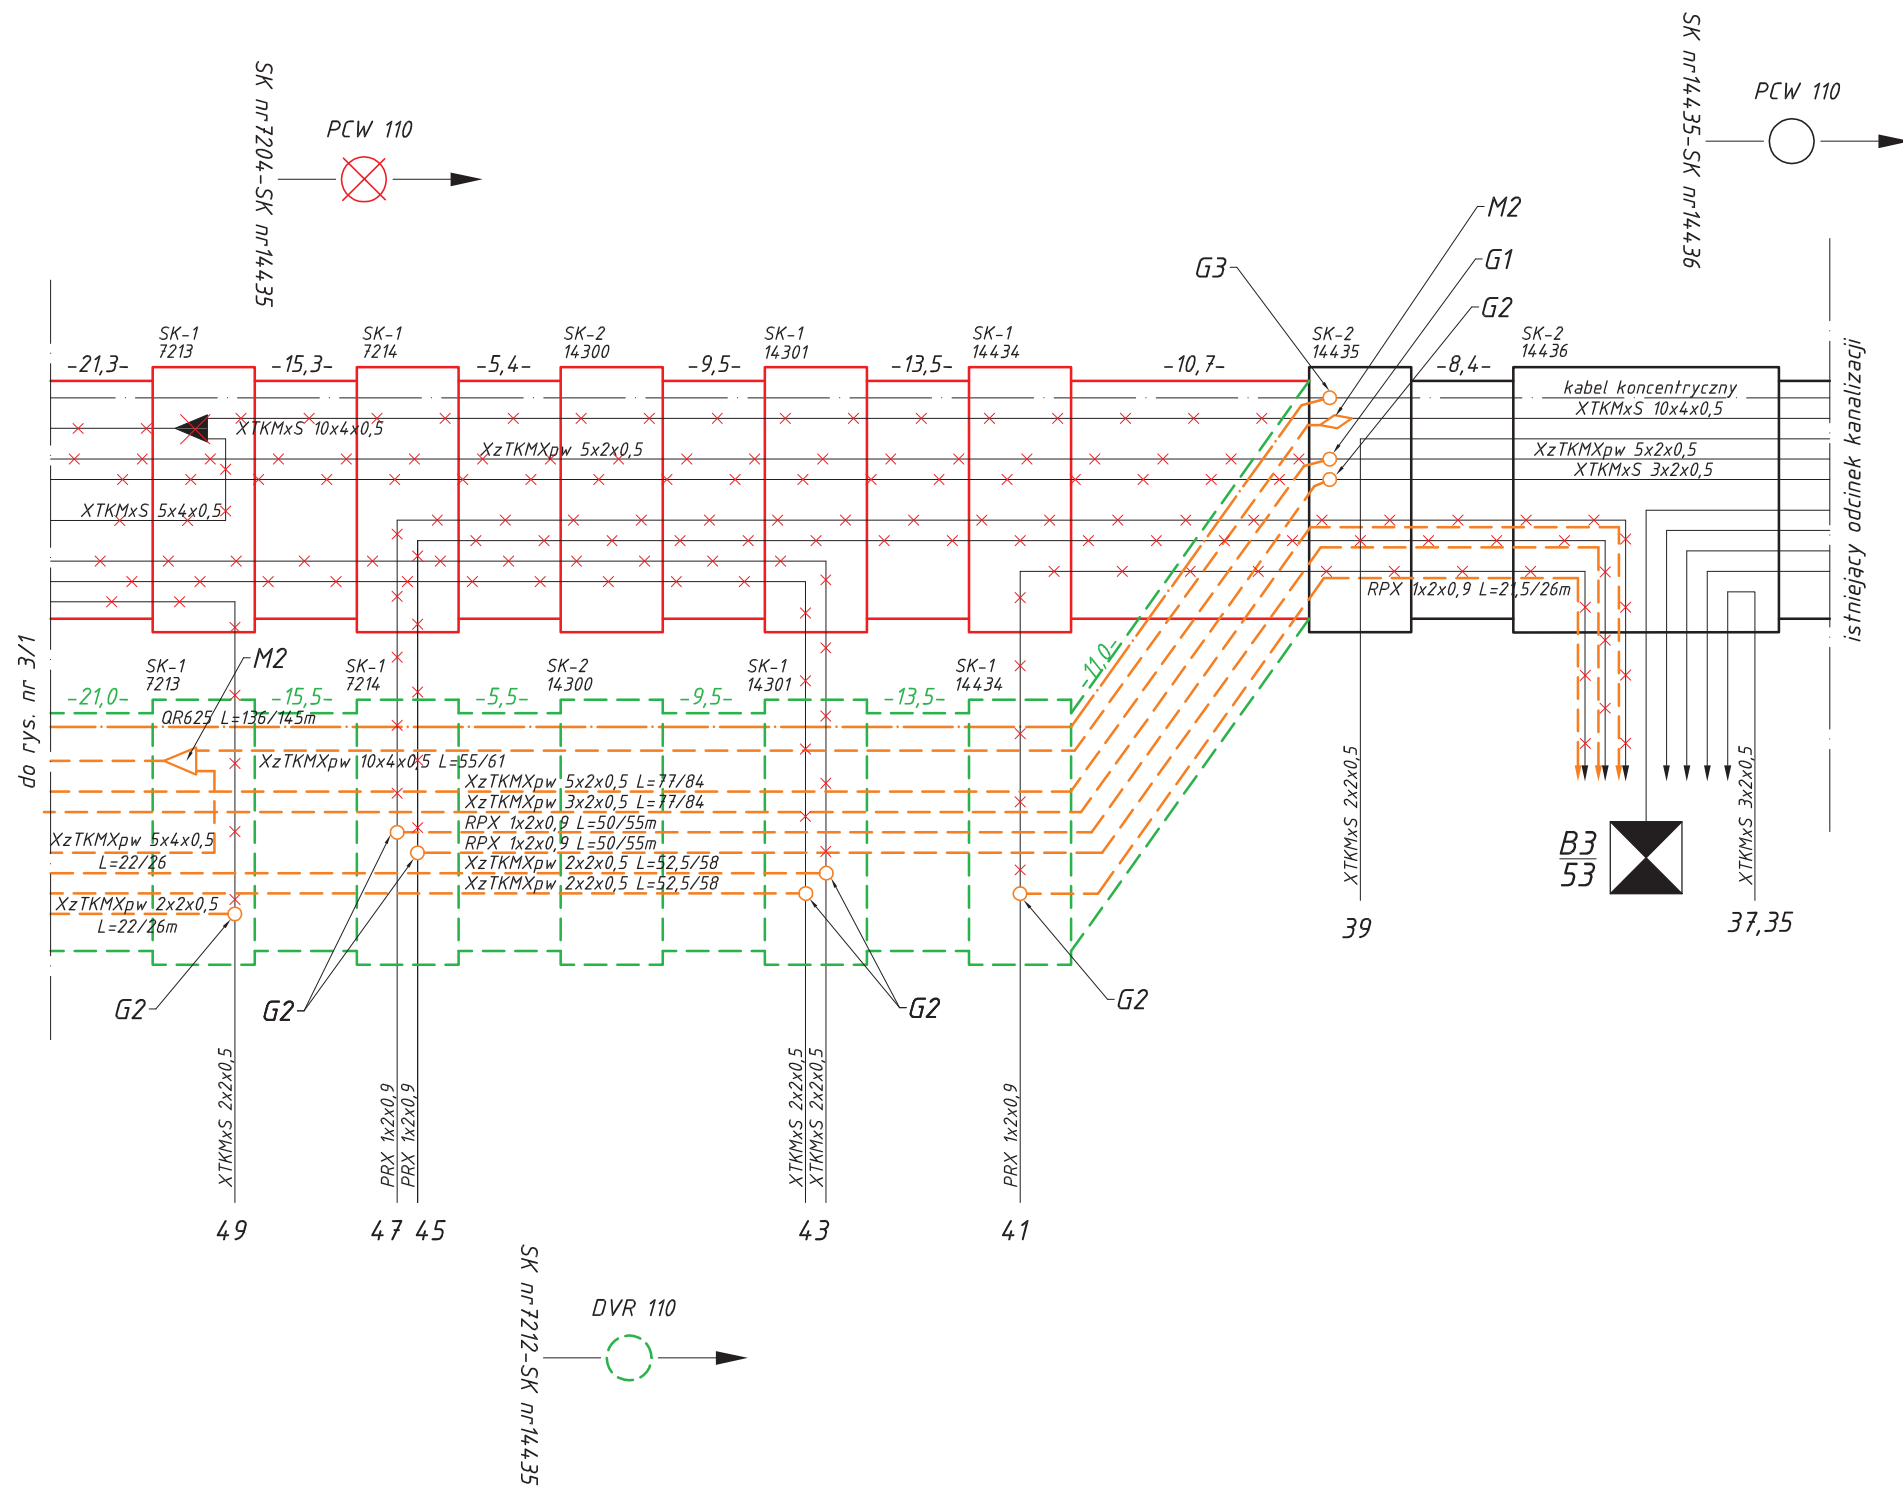 SK nr7204-SK nr14435
PCW 110
SK nr14435-SK nr14436
PCW 110
M2
G1
G3
G2
SK-1
7213
SK-1
7214
SK-2
14300
SK-1
14301
SK-1
14434
SK-2
14435
SK-2
14436
-21,3-
-15,3-
-5,4-
-9,5-
-13,5-
-10,7-
-8,4-
kabel koncentryczny
XTKMxS 10x4x0,5
XTKMxS 10x4x0,5
XzTKMXpw 5x2x0,5
XzTKMXpw 5x2x0,5
XTKMxS 3x2x0,5
XTKMxS 5x4x0,5
RPX 1x2x0,9 L=21,5/26m
istniejący odcinek kanalizacji
do rys. nr 3/1
SK-1
7213
M2
SK-1
7214
SK-2
14300
SK-1
14301
SK-1
14434
-21,0-
-15,5-
-5,5-
-9,5-
-13,5-
-11,0-
QR625 L=136/145m
XzTKMXpw 10x4x0,5 L=55/61
XzTKMXpw 5x2x0,5 L=77/84
XzTKMXpw 3x2x0,5 L=77/84
RPX 1x2x0,9 L=50/55m
RPX 1x2x0,9 L=50/55m
XzTKMXpw 2x2x0,5 L=52,5/58
XzTKMXpw 2x2x0,5 L=52,5/58
XzTKMXpw 5x4x0,5
L=22/26
XzTKMXpw 2x2x0,5
L=22/26m
XTKMxS 2x2x0,5
39
B3
53
XTKMxS 3x2x0,5
37,35
G2
G2
G2
G2
XTKMxS 2x2x0,5
PRX 1x2x0,9
PRX 1x2x0,9
XTKMxS 2x2x0,5
XTKMxS 2x2x0,5
PRX 1x2x0,9
49
47 45
43
41
SK nr7212-SK nr14435
DVR 110